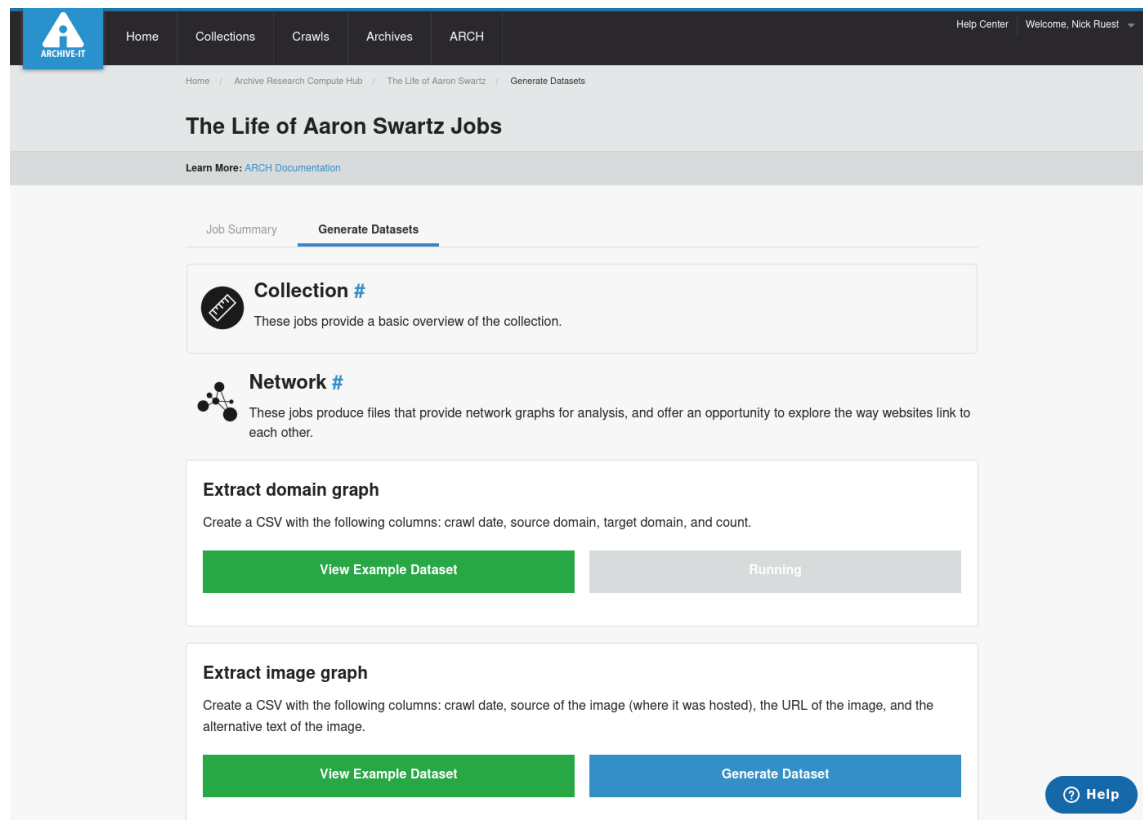 ARCHIVE-IT
Home Collections Crawls Archives ARCH
Help Center Welcome, Nick Ruest
Home / Archive Research Compute Hub / The Life of Aaron Swartz / Generate Datasets
The Life of Aaron Swartz Jobs
Learn More: ARCH Documentation
Job Summary Generate Datasets
Collection #
These jobs provide a basic overview of the collection.
Network #
These jobs produce files that provide network graphs for analysis, and offer an opportunity to explore the way websites link to
each other.
Extract domain graph
Create a CSV with the following columns: crawl date, source domain, target domain, and count.
View Example Dataset Running
Extract image graph
Create a CSV with the following columns: crawl date, source of the image (where it was hosted), the URL of the image, and the
alternative text of the image.
View Example Dataset Generate Dataset
? Help